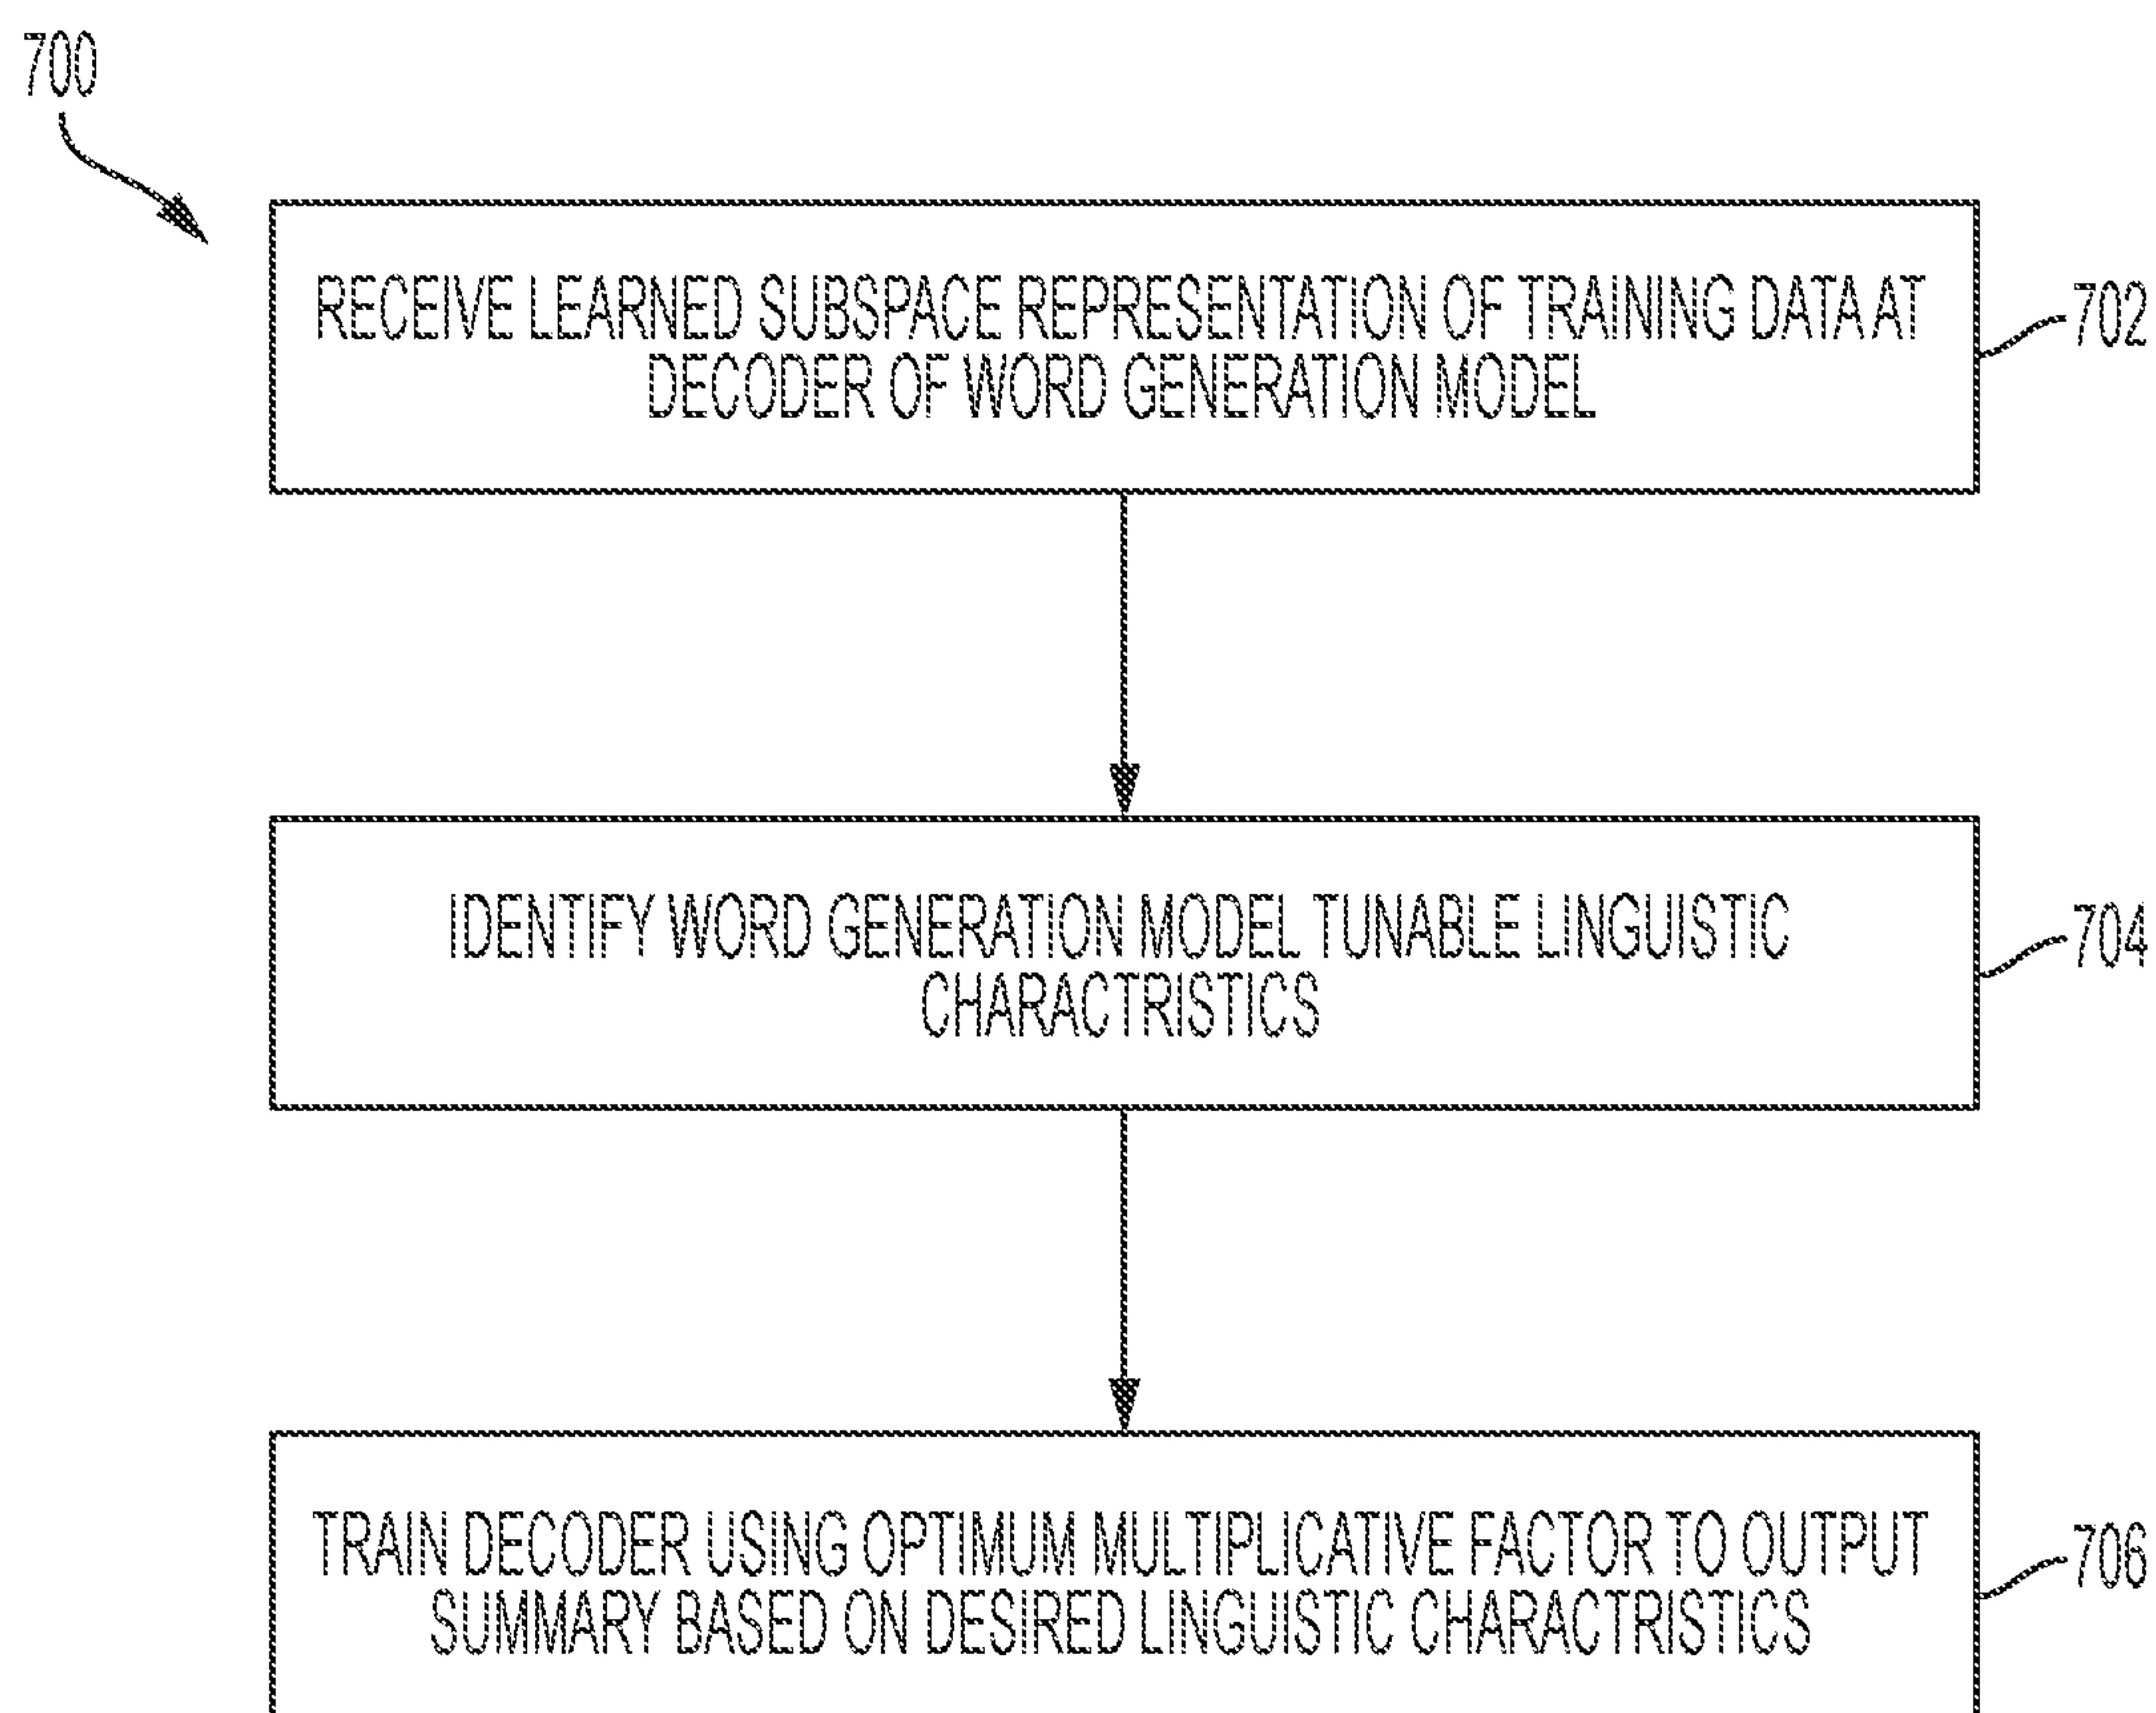 700
RECEIVE LEARNED SUBSPACE REPRESENTATION OF TRAINING DATA AT
DECODER OF WORD GENERATION MODEL
702
IDENTIFY WORD GENERATION MODEL TUNABLE LINGUISTIC
CHARACTRISTICS
704
TRAIN DECODER USING OPTIMUM MULTIPLICATIVE FACTOR TO OUTPUT
SUMMARY BASED ON DESIRED LINGUISTIC CHARACTRISTICS
706